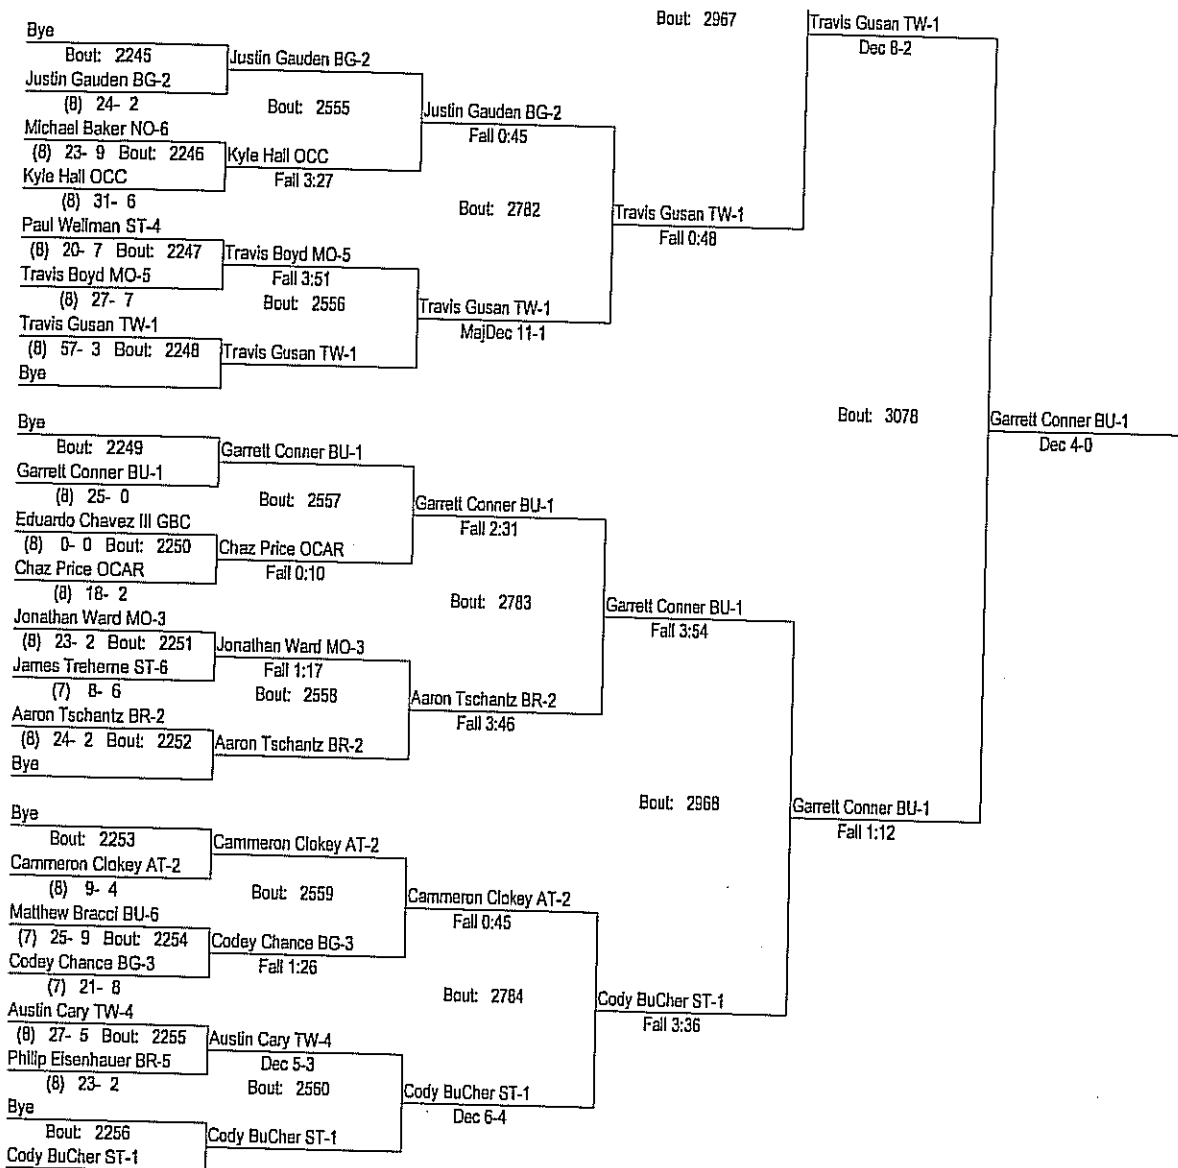 Bout: 2967
Travis Gusan TW-1
Dec 8-2
Bye
Bout: 2245
Justin Gauden BG-2
Justin Gauden BG-2
(8) 24- 2
Bout: 2555
Justin Gauden BG-2
Fall 0:45
Michael Baker NO-6
(8) 23- 9 Bout: 2246
Kyle Hall OCC
Kyle Hall OCC
Fall 3:27
(8) 31- 6
Bout: 2782
Travis Gusan TW-1
Fall 0:48
Paul Wellman ST-4
(8) 20- 7 Bout: 2247
Travis Boyd MO-5
Travis Boyd MO-5
Fall 3:51
(8) 27- 7
Bout: 2556
Travis Gusan TW-1
MajDec 11-1
Travis Gusan TW-1
(8) 57- 3 Bout: 2248
Travis Gusan TW-1
Bye
Bout: 3078
Garrett Conner BU-1
Dec 4-0
Bye
Bout: 2249
Garrett Conner BU-1
Garrett Conner BU-1
(8) 25- 0
Bout: 2557
Garrett Conner BU-1
Fall 2:31
Eduardo Chavez III GBC
(8) 0- 0 Bout: 2250
Chaz Price OCAR
Chaz Price OCAR
Fall 0:10
(8) 18- 2
Bout: 2783
Garrett Conner BU-1
Fall 3:54
Jonathan Ward MO-3
(8) 23- 2 Bout: 2251
Jonathan Ward MO-3
James Treherne ST-6
Fall 1:17
(7) 8- 6
Bout: 2558
Aaron Tschantz BR-2
Fall 3:46
Aaron Tschantz BR-2
(8) 24- 2 Bout: 2252
Aaron Tschantz BR-2
Bye
Bout: 2968
Garrett Conner BU-1
Fall 1:12
Bye
Bout: 2253
Cammeron Clokey AT-2
Cammeron Clokey AT-2
(8) 9- 4
Bout: 2559
Cammeron Clokey AT-2
Fall 0:45
Matthew Bracci BU-6
(7) 25- 9 Bout: 2254
Codey Chance BG-3
Codey Chance BG-3
Fall 1:26
(7) 21- 8
Bout: 2784
Cody BuCher ST-1
Fall 3:36
Austin Cary TW-4
(8) 27- 5 Bout: 2255
Austin Cary TW-4
Philip Eisenhauer BR-5
Dec 5-3
(8) 23- 2
Bout: 2560
Cody BuCher ST-1
Dec 6-4
Bye
Bout: 2256
Cody BuCher ST-1
Cody BuCher ST-1